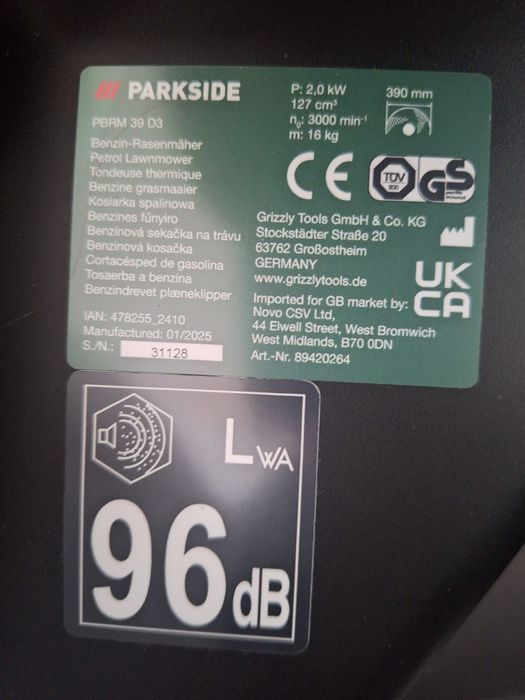 PARKSIDE
PBRM 39 D3
Benzin-Rasenmäher
Petrol Lawnmower
Tondeuse thermique
Benzine grasmaaier
Kosiarka spalinowa
Benzines fűnyíró
Benzínová sekačka na trávu
Benzínová kosačka
Cortacésped de gasolina
Tosaerba a benzina
Benzindrevet plæneklipper
IAN: 478255_2410
Manufactured: 01/2025
S./N.: 31128
P: 2,0 kW
127 cm³
n₀: 3000 min⁻¹
m: 16 kg
390 mm
CE
TÜV
GS
Grizzly Tools GmbH & Co. KG
Stockstädter Straße 20
63762 Großostheim
GERMANY
www.grizzlytools.de
UK
CA
Imported for GB market by:
Novo CSV Ltd,
44 Elwell Street, West Bromwich
West Midlands, B70 0DN
Art.-Nr. 89420264
LWA
96 dB